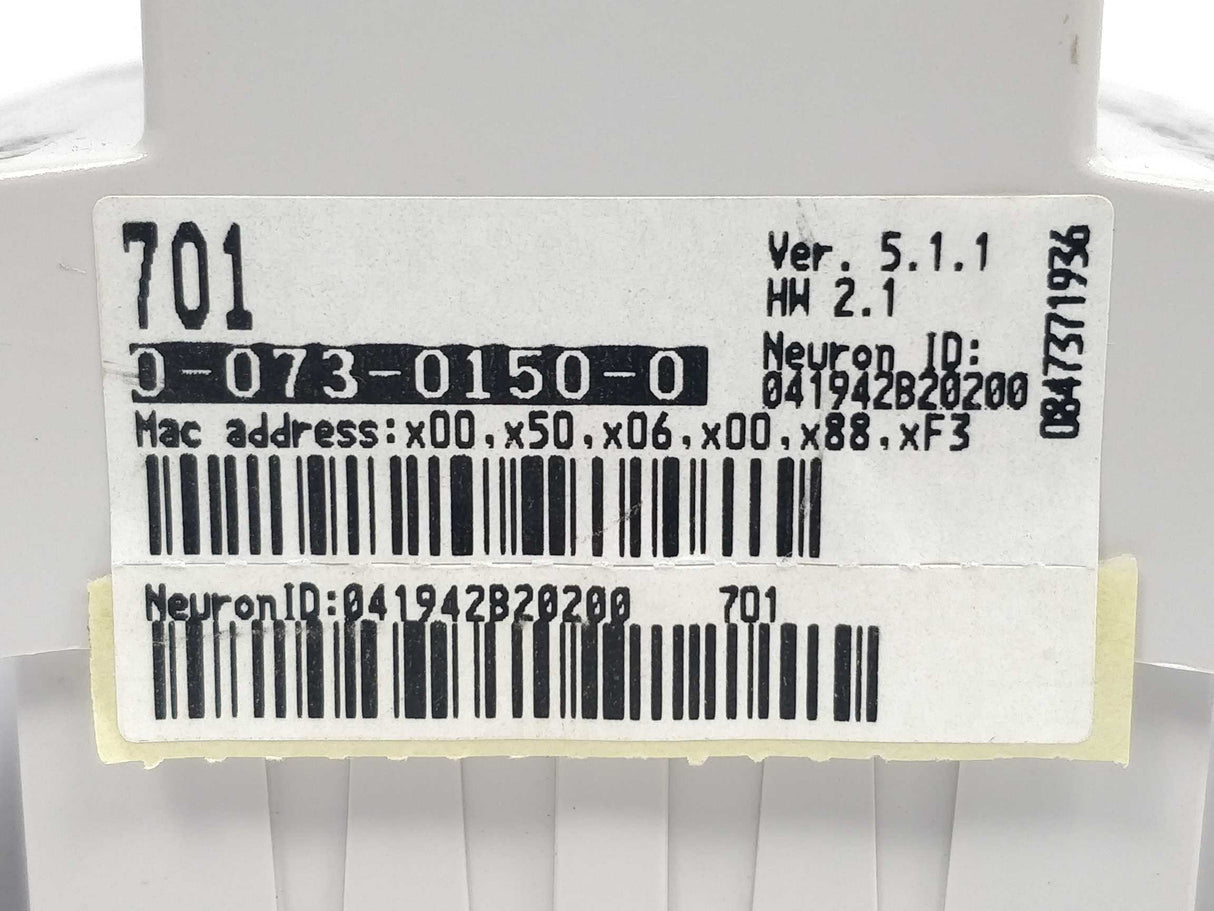 701
Ver. 5.1.1
HW 2.1
0-073-0150-0
Neuron ID:
041942B20200
Mac address:x00,x50,x06,x00,x88,xF3
0847371936
NeuronID:041942B20200 701